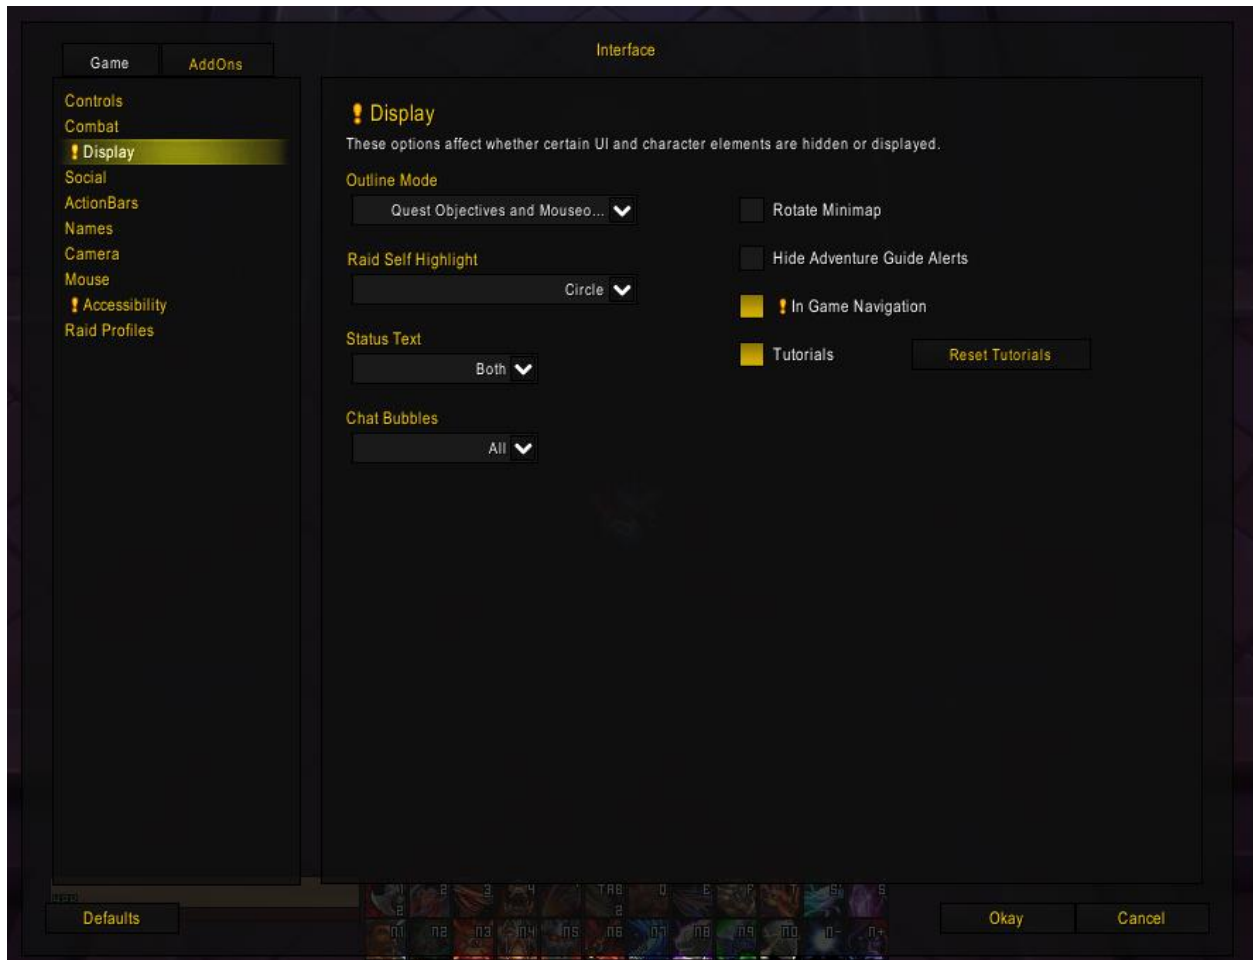 Interface
Game
AddOns
Controls
Combat
Display
Social
ActionBars
Names
Camera
Mouse
Accessibility
Raid Profiles
Display
These options affect whether certain UI and character elements are hidden or displayed.
Outline Mode
Quest Objectives and Mouseo...
Raid Self Highlight
Circle
Status Text
Both
Chat Bubbles
All
Rotate Minimap
Hide Adventure Guide Alerts
In Game Navigation
Tutorials
Reset Tutorials
Defaults
Okay
Cancel